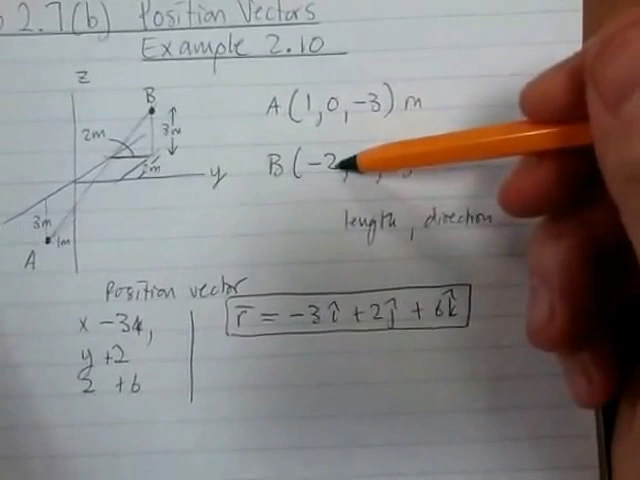 2.7(b) Position Vectors
Example 2.10
z
B
A (1, 0, -3) m
2m
3m
B (-2,
2m
y
length, direction
3m
1m
A
Position vector
x -3
r̄ = -3î + 2ĵ + 6k̂
y +2
z +6